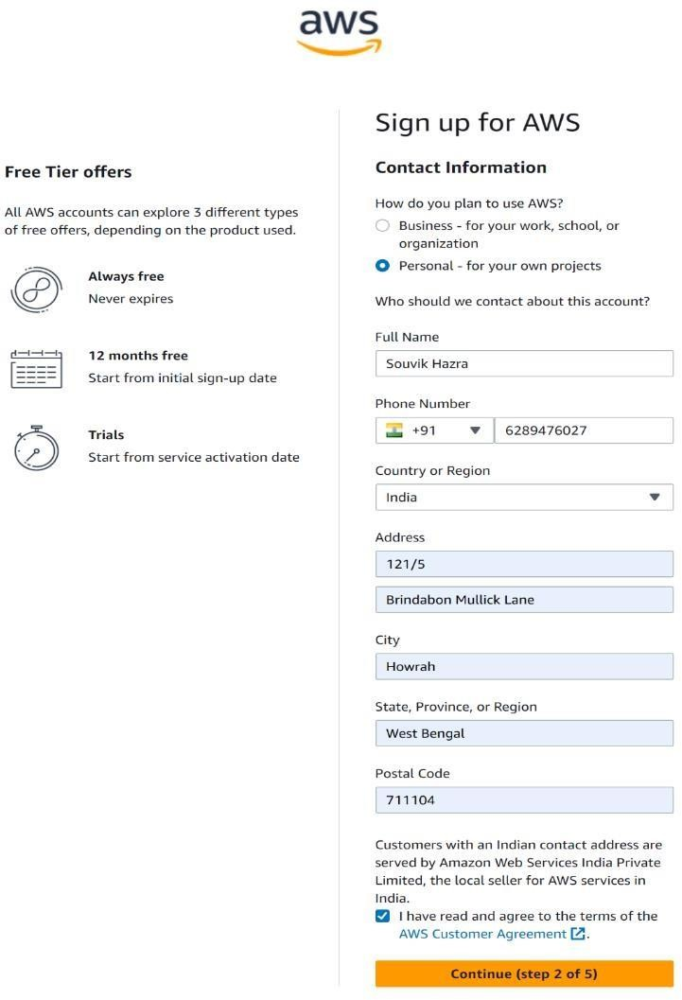 aws
Free Tier offers
All AWS accounts can explore 3 different types
of free offers, depending on the product used.
Always free
Never expires
12 months free
Start from initial sign-up date
Trials
Start from service activation date
Sign up for AWS
Contact Information
How do you plan to use AWS?
Business - for your work, school, or
organization
Personal - for your own projects
Who should we contact about this account?
Full Name
Souvik Hazra
Phone Number
+91 6289476027
Country or Region
India
Address
121/5
Brindabon Mullick Lane
City
Howrah
State, Province, or Region
West Bengal
Postal Code
711104
Customers with an Indian contact address are
served by Amazon Web Services India Private
Limited, the local seller for AWS services in
India.
I have read and agree to the terms of the
AWS Customer Agreement.
Continue (step 2 of 5)